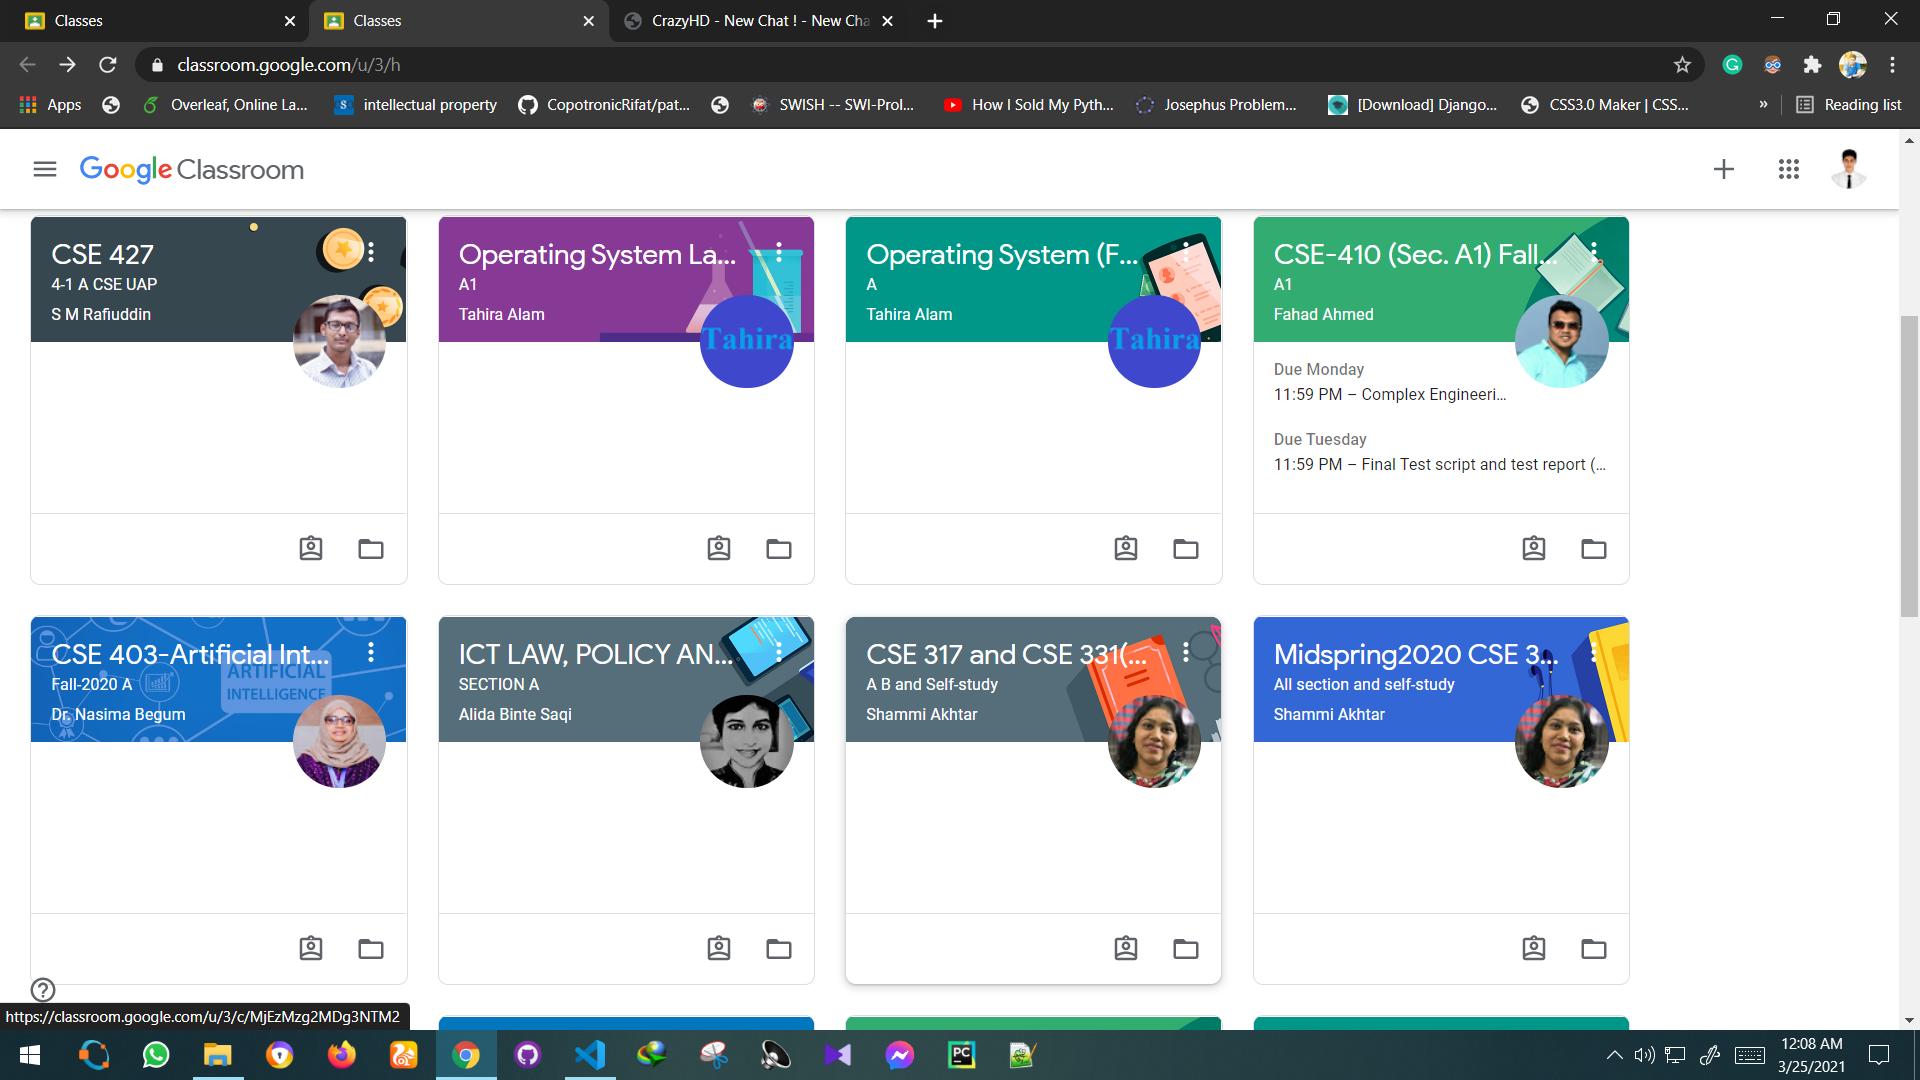 Classes
Classes
CrazyHD - New Chat ! - New Cha
classroom.google.com/u/3/h
Apps
Overleaf, Online La...
intellectual property
CopotronicRifat/pat...
SWISH -- SWI-Prol...
How I Sold My Pyth...
Josephus Problem...
[Download] Django...
CSS3.0 Maker | CSS...
»
Reading list
Google Classroom
CSE 427
4-1 A CSE UAP
S M Rafiuddin
Operating System La...
A1
Tahira Alam
Tahira
Operating System (F...
A
Tahira Alam
Tahira
CSE-410 (Sec. A1) Fall...
A1
Fahad Ahmed
Due Monday
11:59 PM – Complex Engineeri...
Due Tuesday
11:59 PM – Final Test script and test report (...
CSE 403-Artificial Int...
Fall-2020 A
Dr. Nasima Begum
ARTIFICIAL
INTELLIGENCE
ICT LAW, POLICY AN...
SECTION A
Alida Binte Saqi
CSE 317 and CSE 331(...
A B and Self-study
Shammi Akhtar
Midspring2020 CSE 3...
All section and self-study
Shammi Akhtar
https://classroom.google.com/u/3/c/MjEzMzg2MDg3NTM2
PC
12:08 AM
3/25/2021